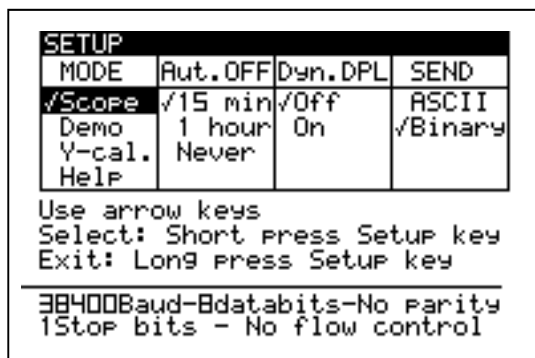 SETUP
MODE Aut.OFF Dyn.DPL SEND
√Scope √15 min √Off ASCII
Demo 1 hour On √Binary
Y-cal. Never
Help
Use arrow keys
Select: Short press Setup key
Exit: Long press Setup key
38400Baud-8databits-No parity
1Stop bits - No flow control